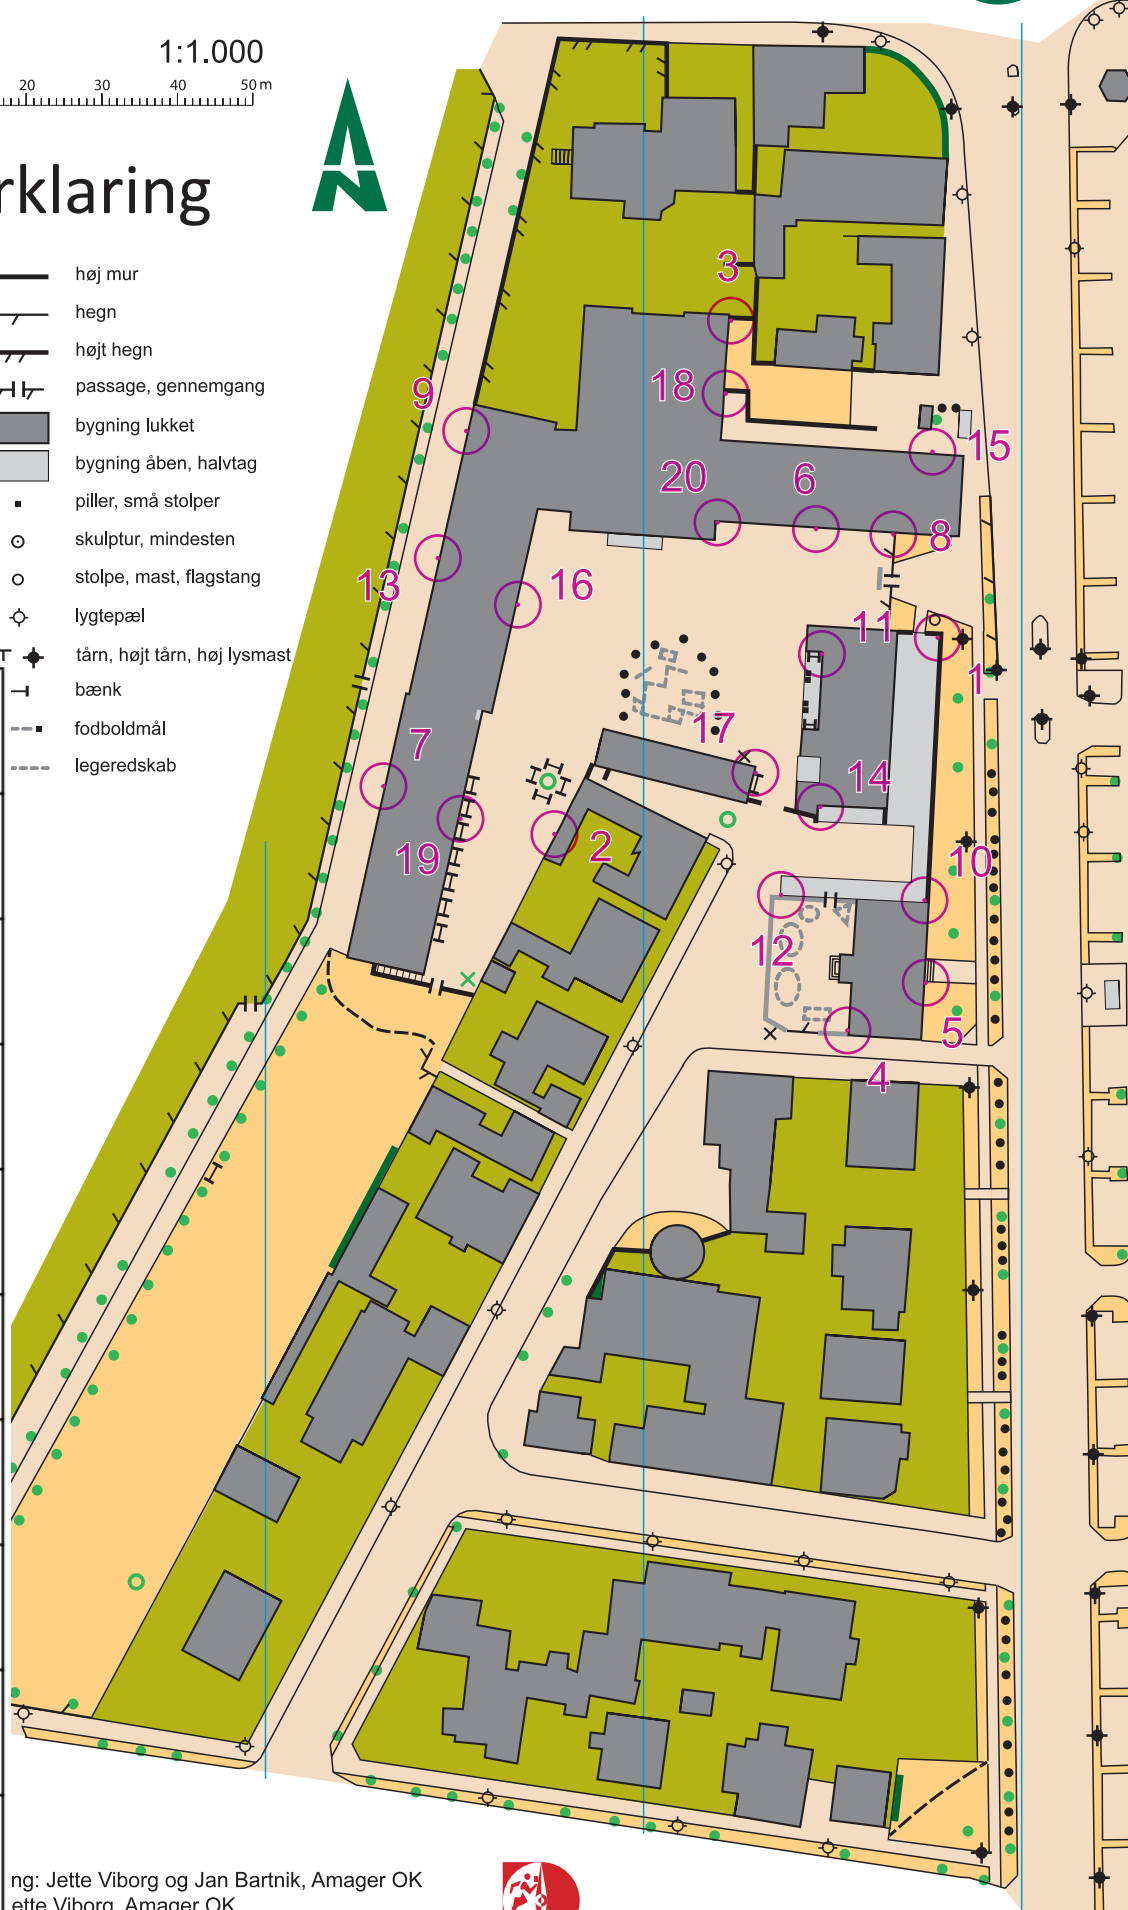 1:1.000
20 30 40 50 m
rklaring
N
høj mur
hegn
højt hegn
passage, gennemgang
bygning lukket
bygning åben, halvtag
piller, små stolper
skulptur, mindesten
stolpe, mast, flagstang
lygtepæl
tårn, højt tårn, høj lysmast
bænk
fodboldmål
legeredskab
3
18
9
15
20
6
8
13
16
11
1
17
7
14
2
19
10
12
5
4
ng: Jette Viborg og Jan Bartnik, Amager OK
ette Viborg, Amager OK